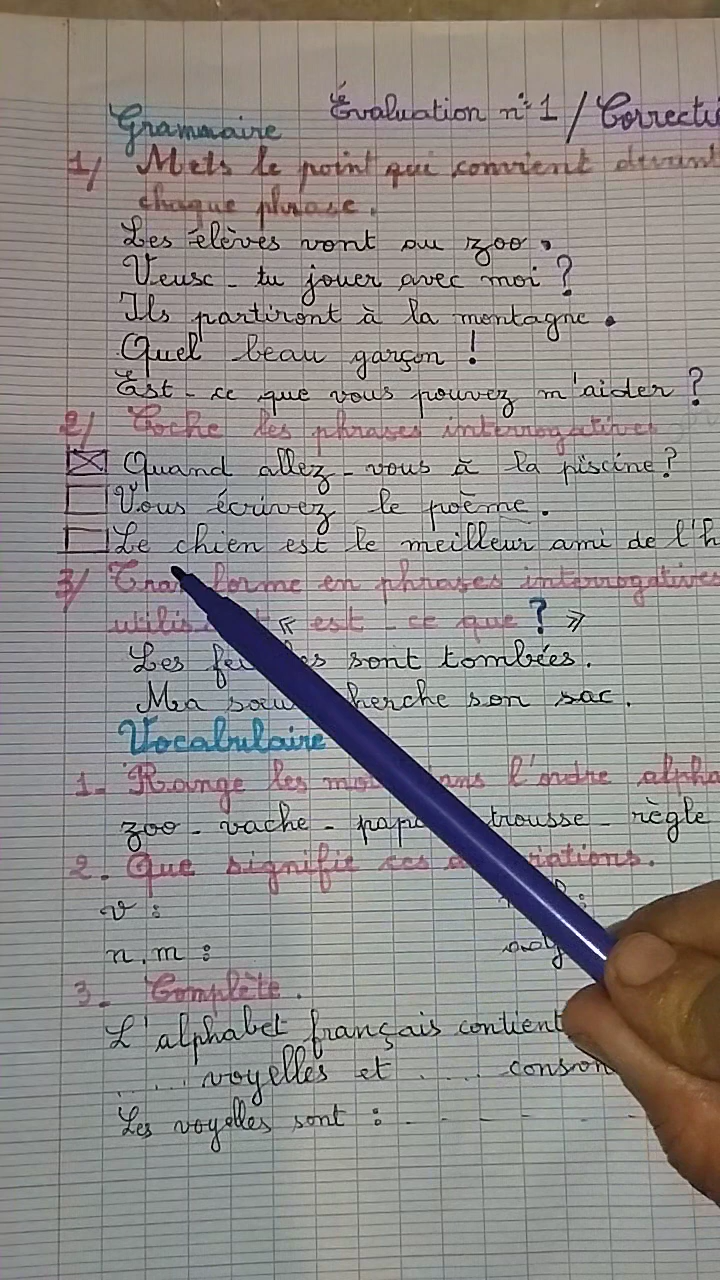 Évaluation n°1 / Correcti
Grammaire
1/ Mets le point qui convient devant
chaque phrase.
Les élèves vont au zoo.
Veux-tu jouer avec moi ?
Ils partiront à la montagne.
Quel beau garçon !
Est-ce que vous pouvez m'aider ?
2/ Coche les phrases interrogatives
Quand allez-vous à la piscine ?
Vous écrivez le poème.
Le chien est le meilleur ami de l'h
3/ en phrases interrogatives
« est-ce que ? »
Les sont tombées.
Ma son sac.
Vocabulaire
1. Range les l'ordre alpha
zoo - vache - trousse - règle
2. Que signifie ces
v :
n.m :
3. Complète.
L'alphabet français contient
.... voyelles et ....
Les voyelles sont : - - - -